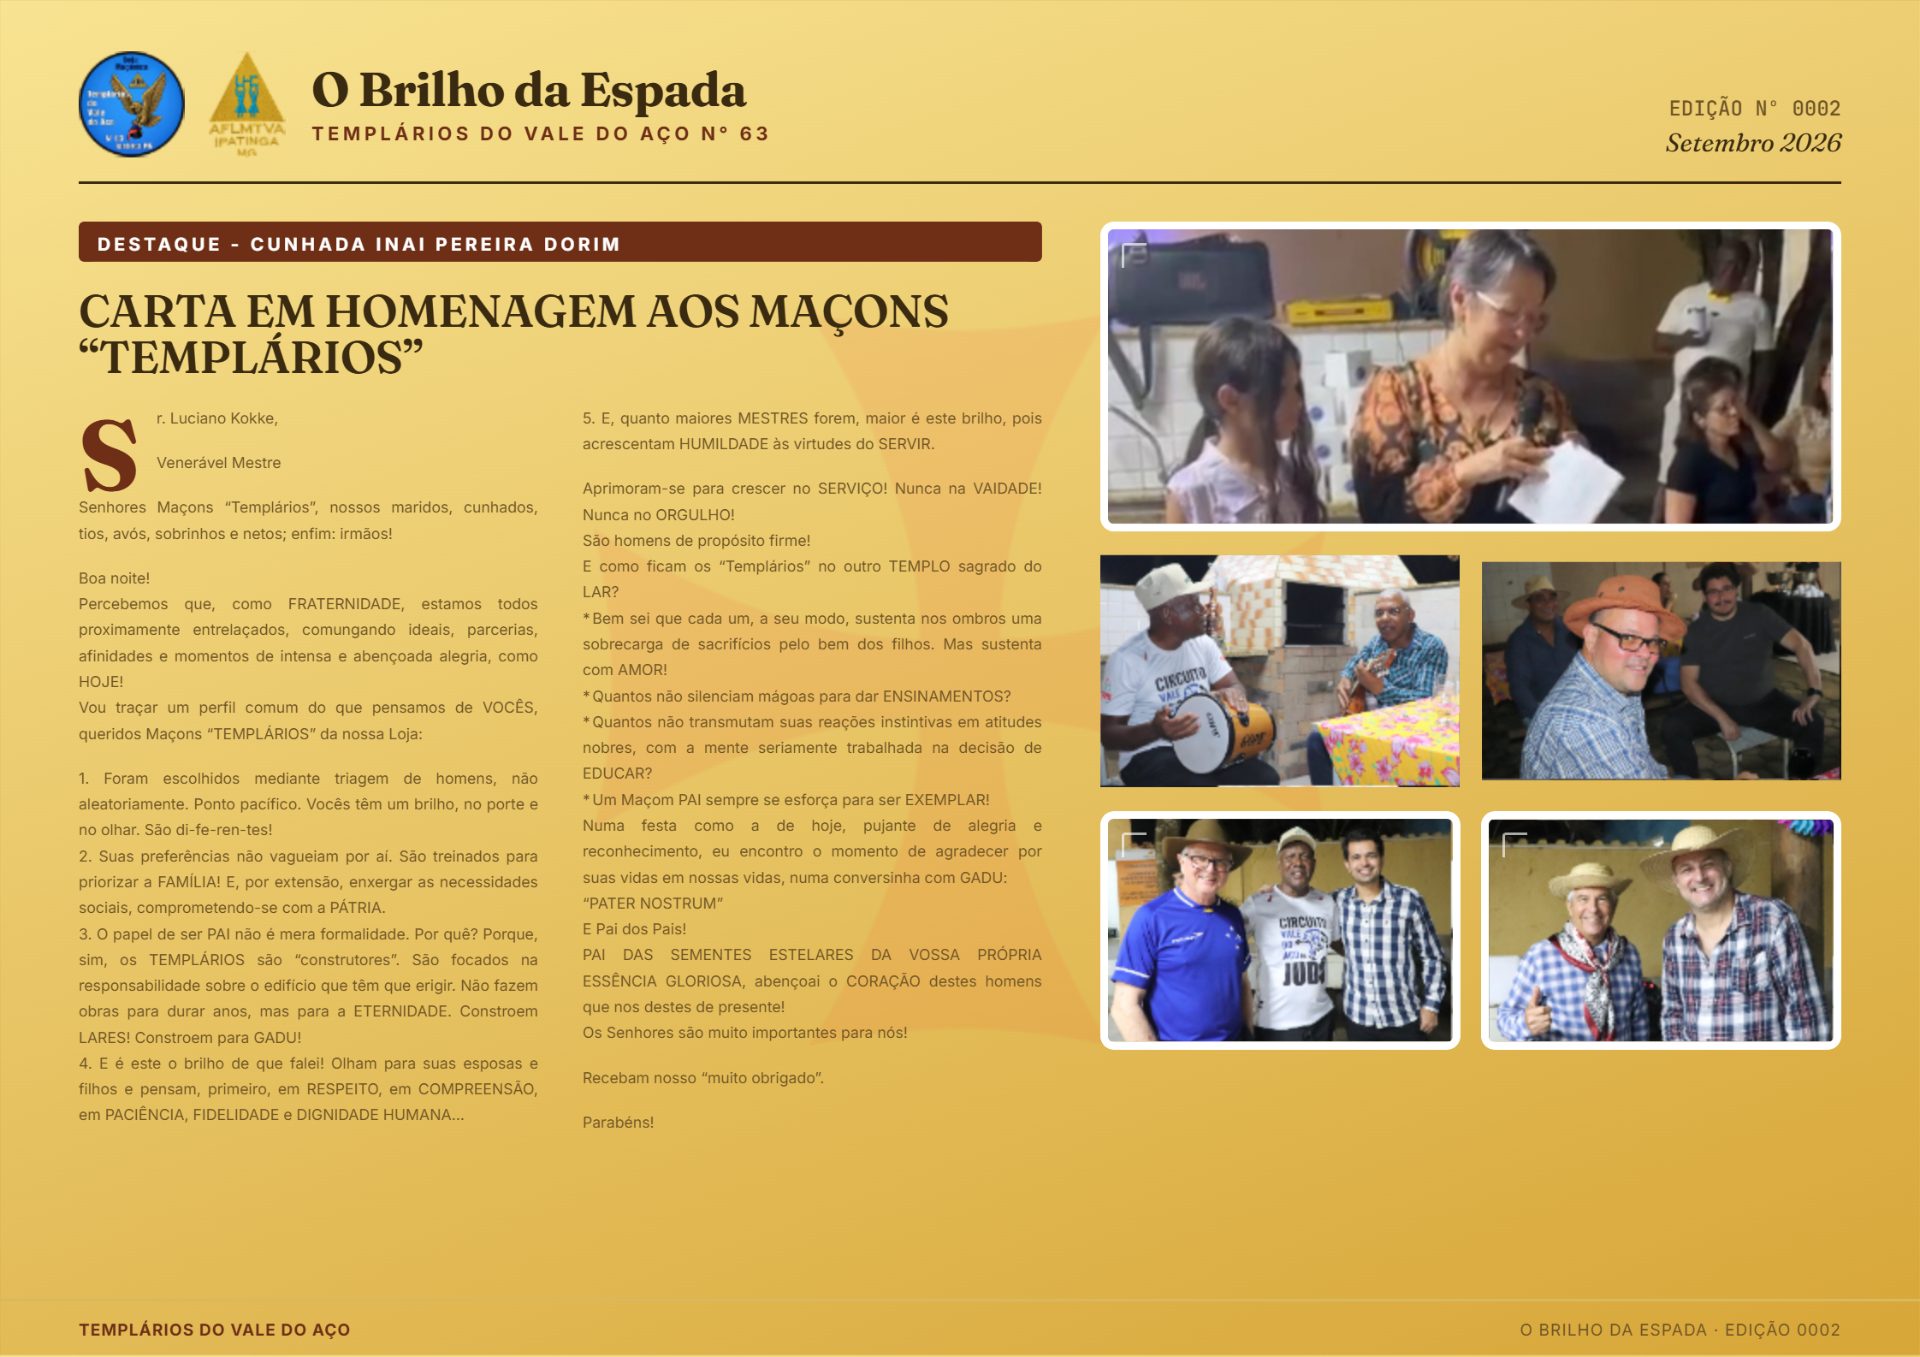 Loja
Maçônica
Templários
do
Vale
do Aço
Nº 63
AFLMTVA
IPATINGA
MG
O Brilho da Espada
TEMPLÁRIOS DO VALE DO AÇO N° 63
EDIÇÃO N° 0002
Setembro 2026
DESTAQUE - CUNHADA INAI PEREIRA DORIM
CARTA EM HOMENAGEM AOS MAÇONS
“TEMPLÁRIOS”
Sr. Luciano Kokke,
Venerável Mestre
Senhores Maçons “Templários”, nossos maridos, cunhados,
tios, avós, sobrinhos e netos; enfim: irmãos!
Boa noite!
Percebemos que, como FRATERNIDADE, estamos todos
proximamente entrelaçados, comungando ideais, parcerias,
afinidades e momentos de intensa e abençoada alegria, como
HOJE!
Vou traçar um perfil comum do que pensamos de VOCÊS,
queridos Maçons “TEMPLÁRIOS” da nossa Loja:
1. Foram escolhidos mediante triagem de homens, não
aleatoriamente. Ponto pacífico. Vocês têm um brilho, no porte e
no olhar. São di-fe-ren-tes!
2. Suas preferências não vagueiam por aí. São treinados para
priorizar a FAMÍLIA! E, por extensão, enxergar as necessidades
sociais, comprometendo-se com a PÁTRIA.
3. O papel de ser PAI não é mera formalidade. Por quê? Porque,
sim, os TEMPLÁRIOS são “construtores”. São focados na
responsabilidade sobre o edifício que têm que erigir. Não fazem
obras para durar anos, mas para a ETERNIDADE. Constroem
LARES! Constroem para GADU!
4. E é este o brilho de que falei! Olham para suas esposas e
filhos e pensam, primeiro, em RESPEITO, em COMPREENSÃO,
em PACIÊNCIA, FIDELIDADE e DIGNIDADE HUMANA...
5. E, quanto maiores MESTRES forem, maior é este brilho, pois
acrescentam HUMILDADE às virtudes do SERVIR.
Aprimoram-se para crescer no SERVIÇO! Nunca na VAIDADE!
Nunca no ORGULHO!
São homens de propósito firme!
E como ficam os “Templários” no outro TEMPLO sagrado do
LAR?
*Bem sei que cada um, a seu modo, sustenta nos ombros uma
sobrecarga de sacrifícios pelo bem dos filhos. Mas sustenta
com AMOR!
*Quantos não silenciam mágoas para dar ENSINAMENTOS?
*Quantos não transmutam suas reações instintivas em atitudes
nobres, com a mente seriamente trabalhada na decisão de
EDUCAR?
*Um Maçom PAI sempre se esforça para ser EXEMPLAR!
Numa festa como a de hoje, pujante de alegria e
reconhecimento, eu encontro o momento de agradecer por
suas vidas em nossas vidas, numa conversinha com GADU:
“PATER NOSTRUM”
E Pai dos Pais!
PAI DAS SEMENTES ESTELARES DA VOSSA PRÓPRIA
ESSÊNCIA GLORIOSA, abençoai o CORAÇÃO destes homens
que nos destes de presente!
Os Senhores são muito importantes para nós!
Recebam nosso “muito obrigado”.
Parabéns!
CIRCUITO
VALE
GOPE
CIRCUITO
VALE
DO
AÇO
JUDÔ
TEMPLÁRIOS DO VALE DO AÇO
O BRILHO DA ESPADA · EDIÇÃO 0002